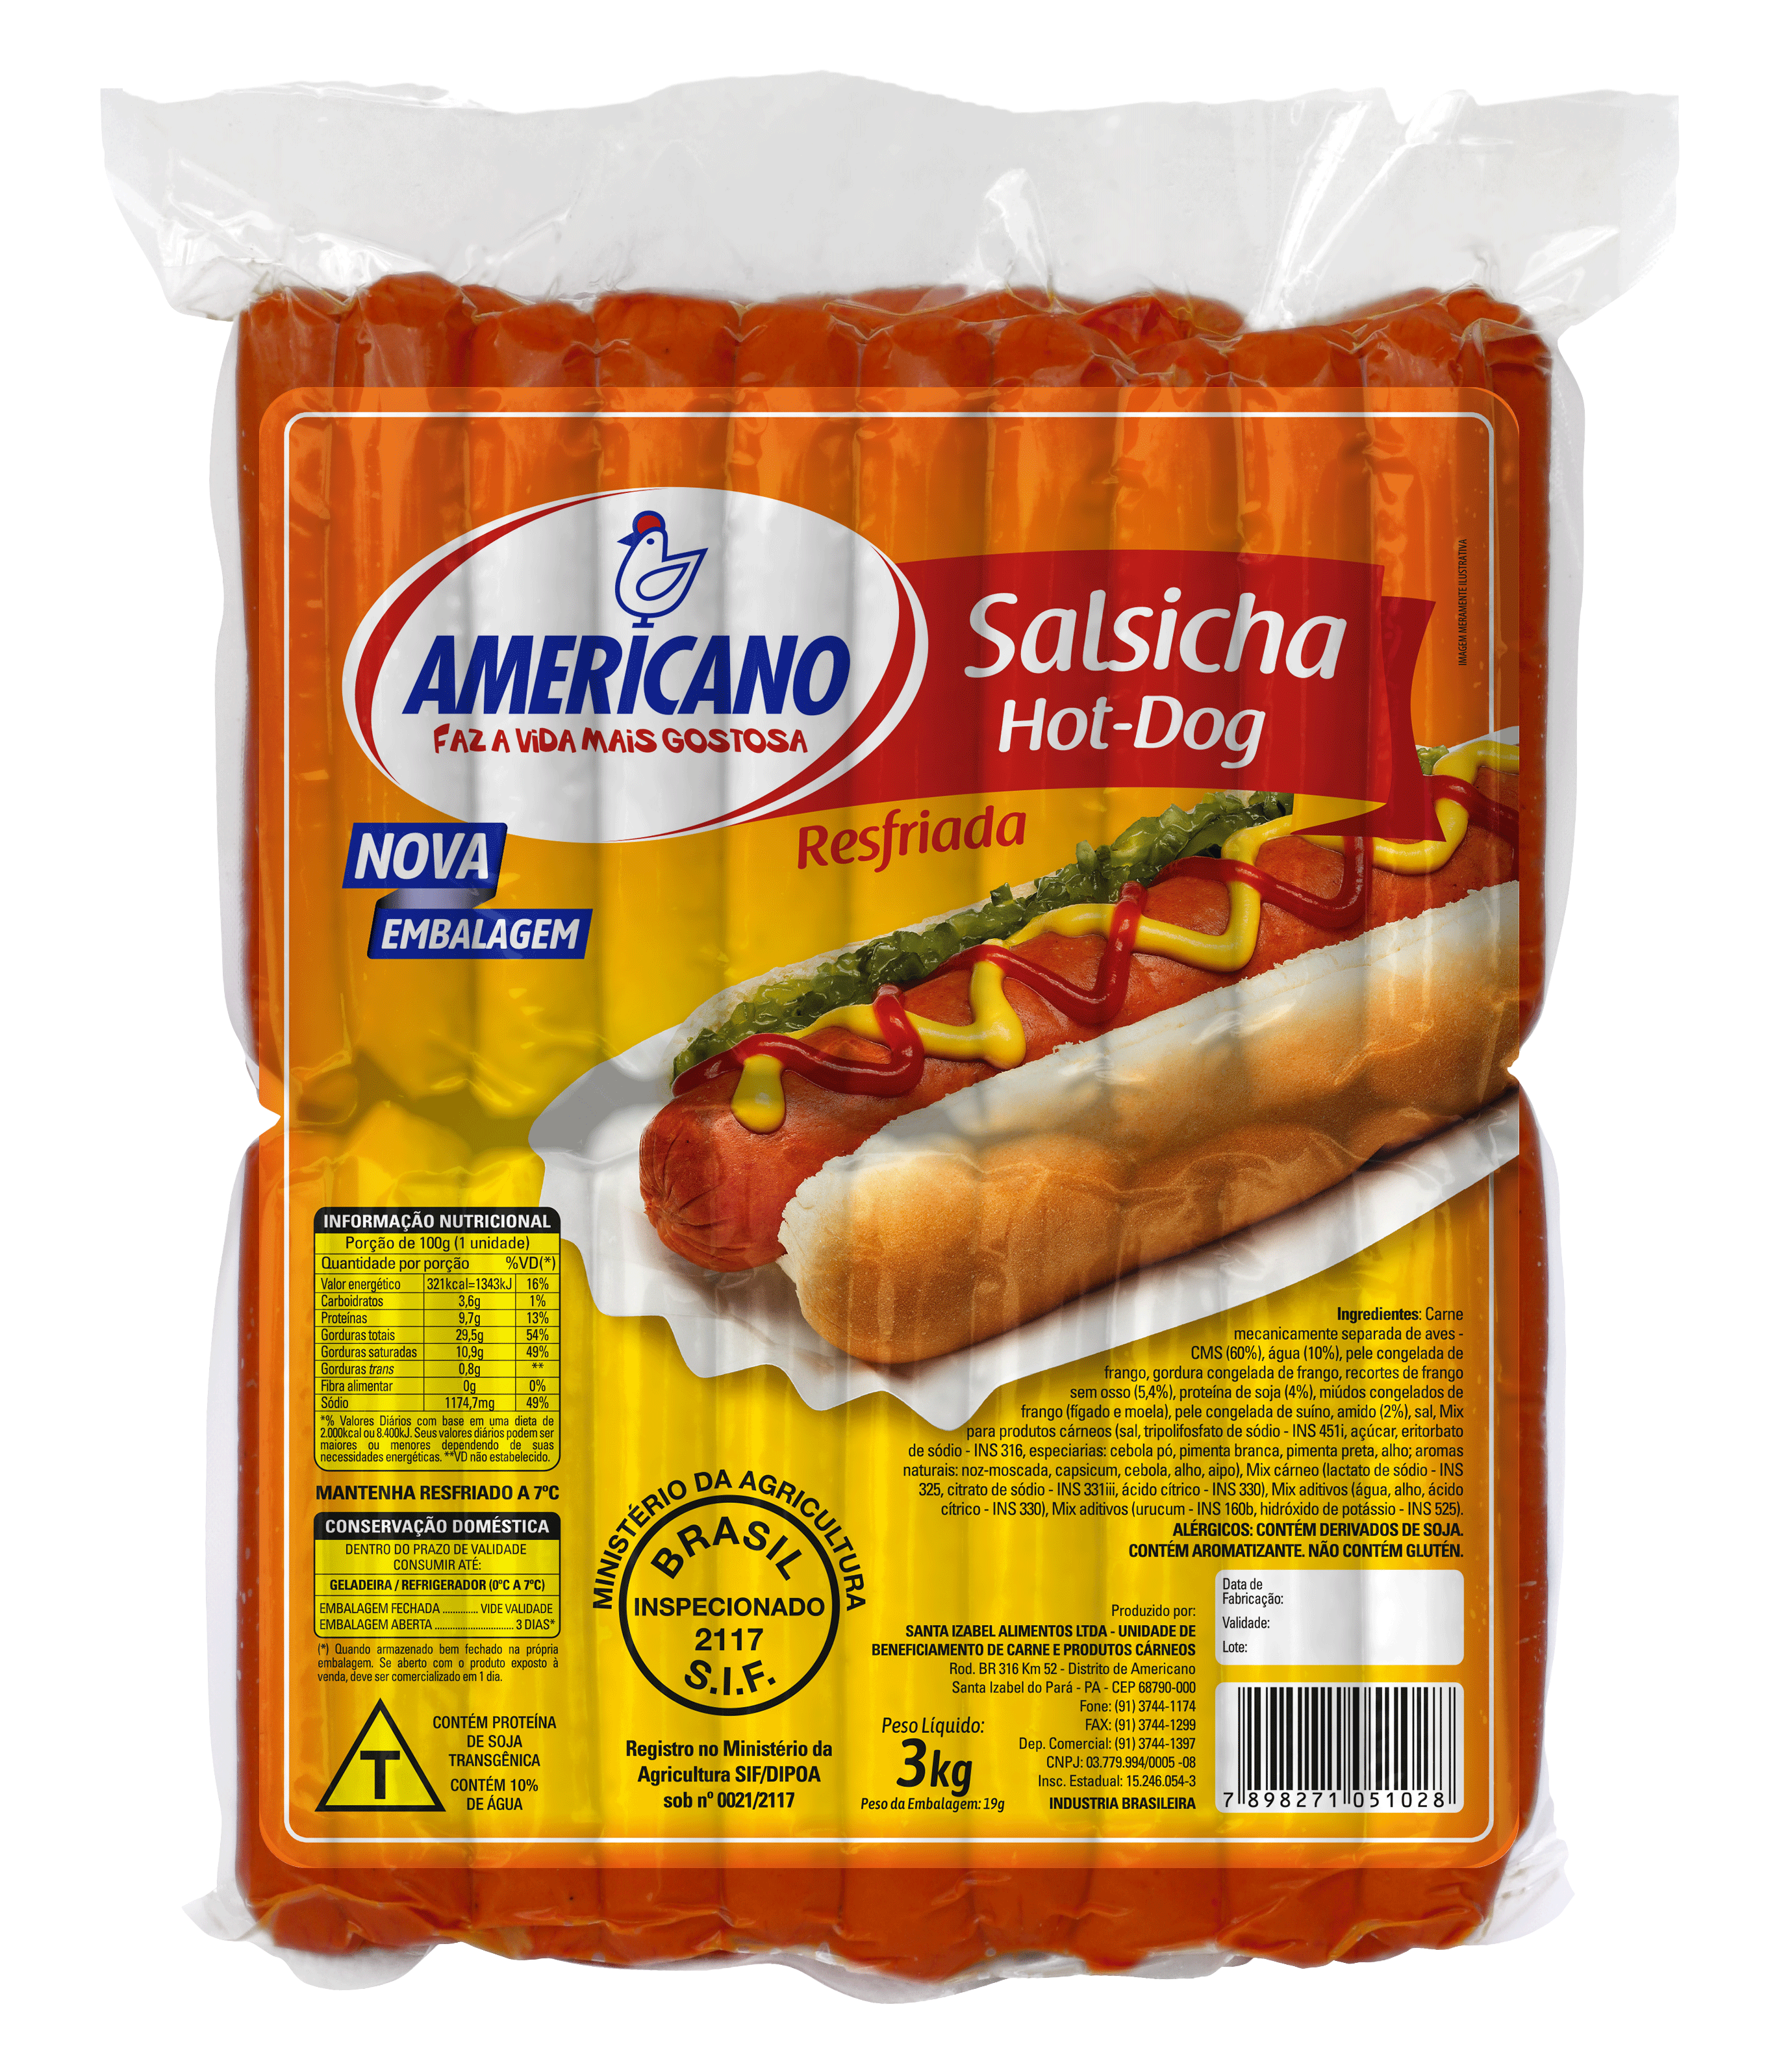 AMERICANO
FAZ A ViDA MAiS GOSTOSA
Salsicha
Hot-Dog
Resfriada
IMAGEM MERAMENTE ILUSTRATIVA
NOVA
EMBALAGEM
INFORMAÇÃO NUTRICIONAL
Porção de 100g (1 unidade)
Quantidade por porção %VD(*)
Valor energético 321kcal=1343kJ 16%
Carboidratos 3,6g 1%
Proteínas 9,7g 13%
Gorduras totais 29,5g 54%
Gorduras saturadas 10,9g 49%
Gorduras trans 0,8g **
Fibra alimentar 0g 0%
Sódio 1174,7mg 49%
*% Valores Diários com base em uma dieta de
2.000kcal ou 8.400kJ. Seus valores diários podem ser
maiores ou menores dependendo de suas
necessidades energéticas. **VD não estabelecido.
MANTENHA RESFRIADO A 7ºC
CONSERVAÇÃO DOMÉSTICA
DENTRO DO PRAZO DE VALIDADE
CONSUMIR ATÉ:
GELADEIRA / REFRIGERADOR (0ºC A 7ºC)
EMBALAGEM FECHADA .............. VIDE VALIDADE
EMBALAGEM ABERTA ............................... 3 DIAS*
(*) Quando armazenado bem fechado na própria
embalagem. Se aberto com o produto exposto à
venda, deve ser comercializado em 1 dia.
T
CONTÉM PROTEÍNA
DE SOJA
TRANSGÊNICA
CONTÉM 10%
DE ÁGUA
MINISTÉRIO DA AGRICULTURA
BRASIL
INSPECIONADO
2117
S.I.F.
Registro no Ministério da
Agricultura SIF/DIPOA
sob nº 0021/2117
Ingredientes: Carne
mecanicamente separada de aves -
CMS (60%), água (10%), pele congelada de
frango, gordura congelada de frango, recortes de frango
sem osso (5,4%), proteína de soja (4%), miúdos congelados de
frango (fígado e moela), pele congelada de suíno, amido (2%), sal, Mix
para produtos cárneos (sal, tripolifosfato de sódio - INS 451i, açúcar, eritorbato
de sódio - INS 316, especiarias: cebola pó, pimenta branca, pimenta preta, alho; aromas
naturais: noz-moscada, capsicum, cebola, alho, aipo), Mix cárneo (lactato de sódio - INS
325, citrato de sódio - INS 331iii, ácido cítrico - INS 330), Mix aditivos (água, alho, ácido
cítrico - INS 330), Mix aditivos (urucum - INS 160b, hidróxido de potássio - INS 525).
ALÉRGICOS: CONTÉM DERIVADOS DE SOJA.
CONTÉM AROMATIZANTE. NÃO CONTÉM GLUTÉN.
Produzido por:
SANTA IZABEL ALIMENTOS LTDA - UNIDADE DE
BENEFICIAMENTO DE CARNE E PRODUTOS CÁRNEOS
Rod. BR 316 Km 52 - Distrito de Americano
Santa Izabel do Pará - PA - CEP 68790-000
Fone: (91) 3744-1174
FAX: (91) 3744-1299
Dep. Comercial: (91) 3744-1397
CNPJ: 03.779.994/0005 -08
Insc. Estadual: 15.246.054-3
INDUSTRIA BRASILEIRA
Peso Líquido:
3kg
Peso da Embalagem: 19g
Data de
Fabricação:
Validade:
Lote:
7 898271 051028